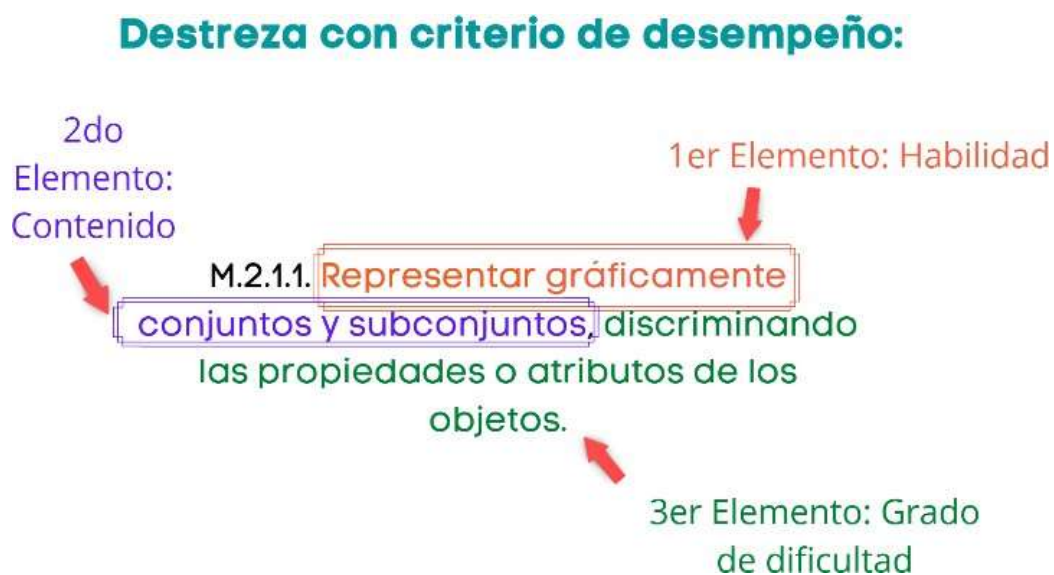 Destreza con criterio de desempeño:
2do
Elemento:
Contenido
1er Elemento: Habilidad
M.2.1.1. Representar gráficamente
conjuntos y subconjuntos, discriminando
las propiedades o atributos de los
objetos.
3er Elemento: Grado
de dificultad